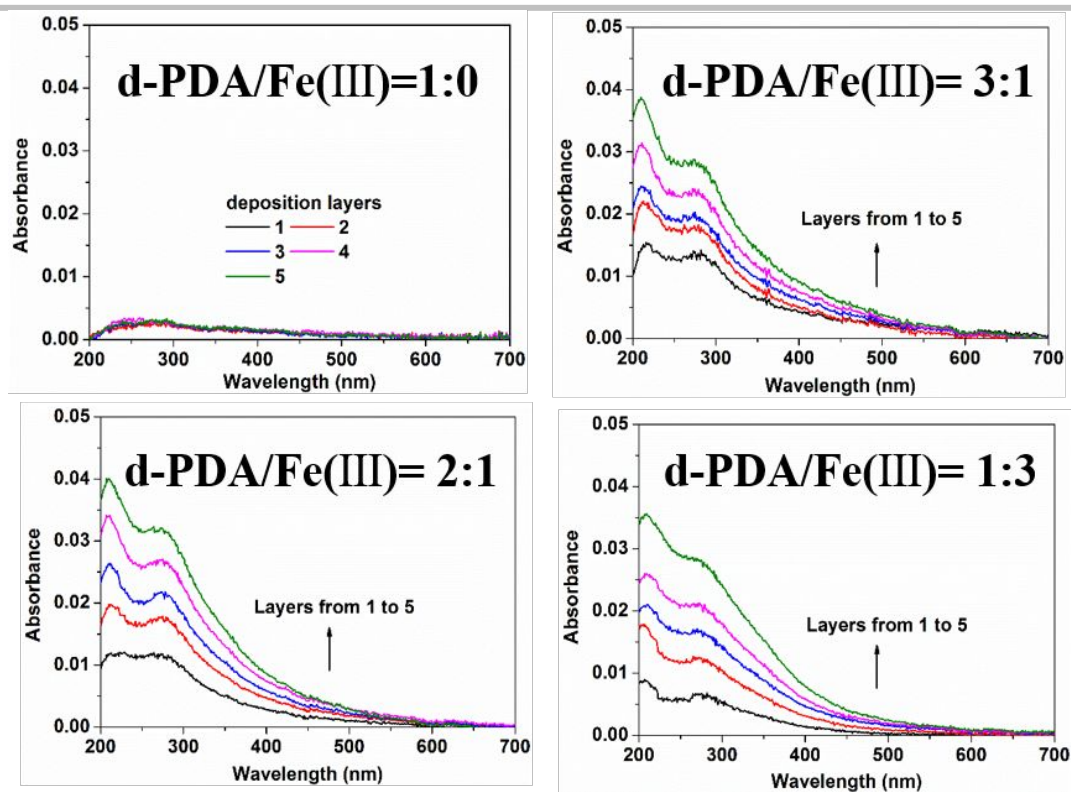 0.05
0.04
0.03
0.02
0.01
0.00
Absorbance
d-PDA/Fe(III)=1:0
deposition layers
1 2
3 4
5
200 300 400 500 600 700
Wavelength (nm)
0.05
0.04
0.03
0.02
0.01
0.00
Absorbance
d-PDA/Fe(III)= 3:1
Layers from 1 to 5
200 300 400 500 600 700
Wavelength (nm)
0.05
0.04
0.03
0.02
0.01
0.00
Absorbance
d-PDA/Fe(III)= 2:1
Layers from 1 to 5
200 300 400 500 600 700
Wavelength (nm)
0.05
0.04
0.03
0.02
0.01
0.00
Absorbance
d-PDA/Fe(III)= 1:3
Layers from 1 to 5
200 300 400 500 600 700
Wavelength (nm)